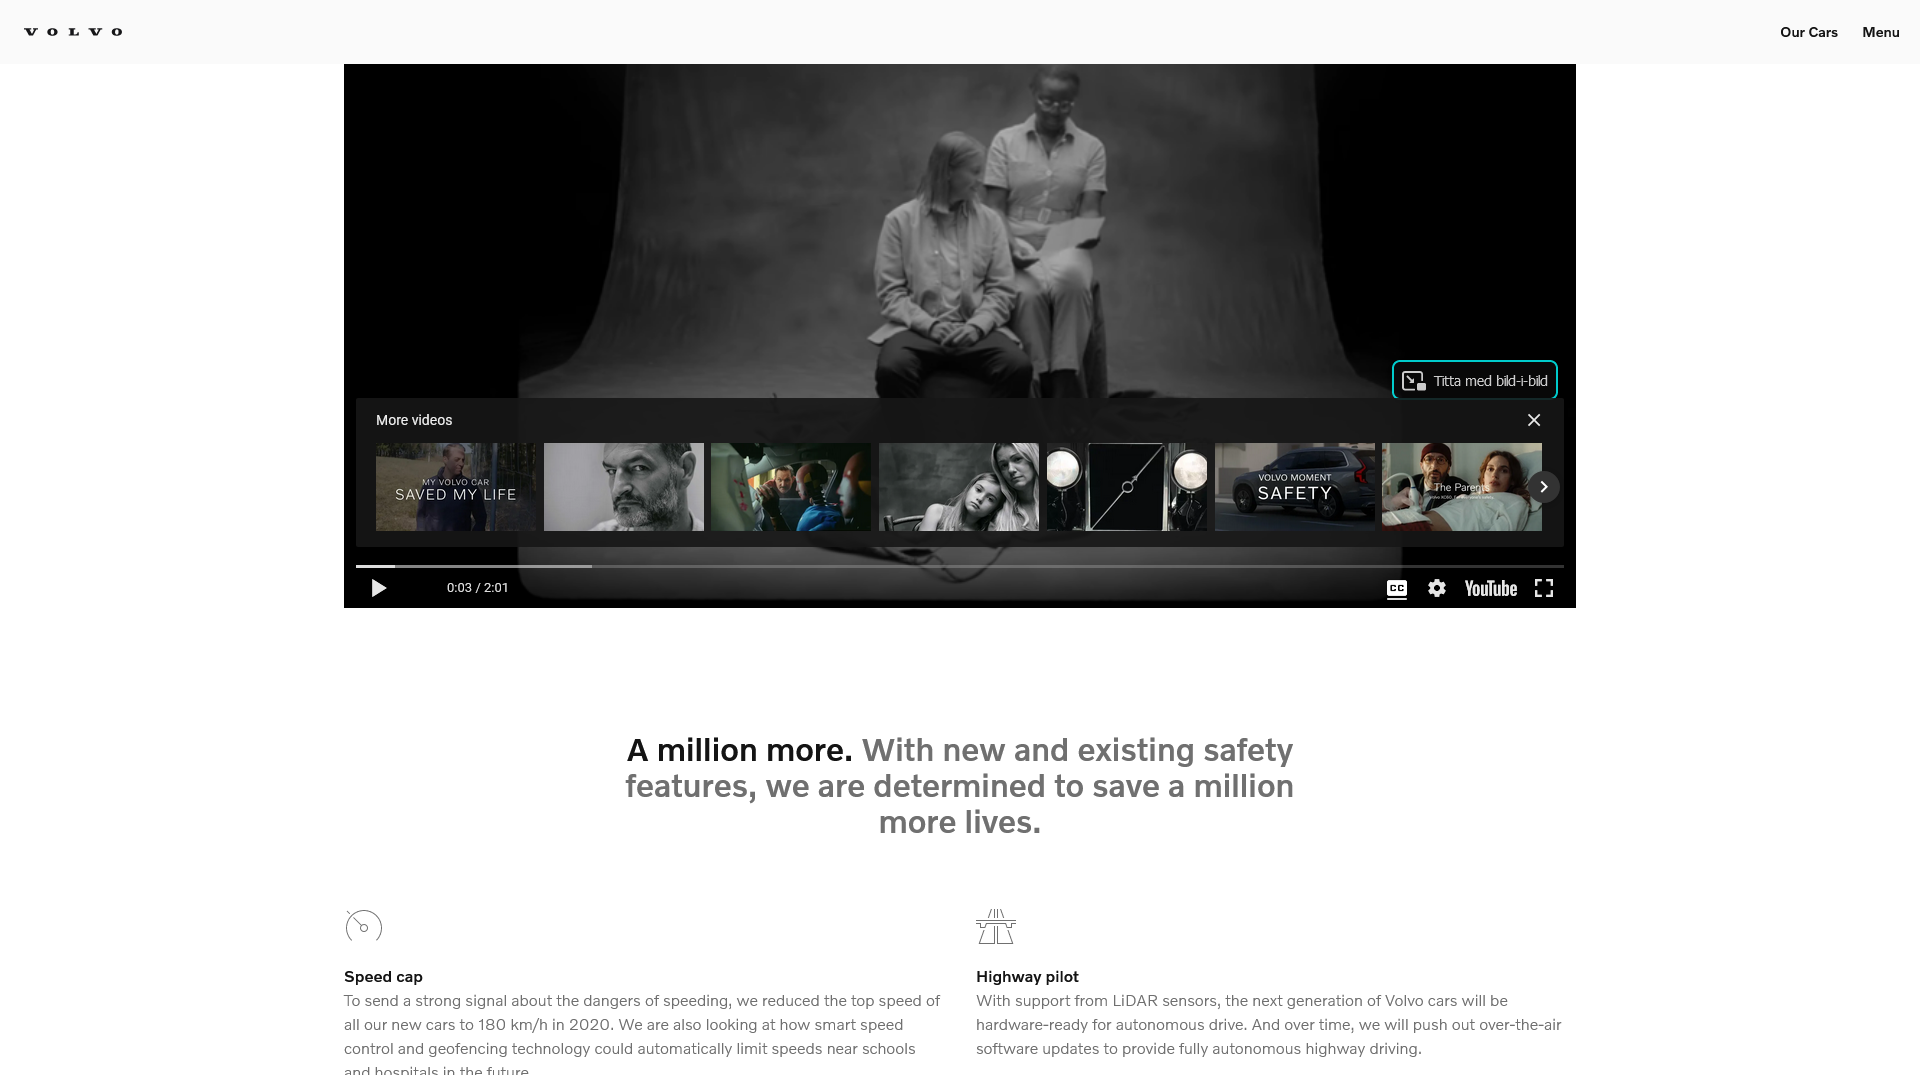 VOLVO
Our Cars
Menu
Titta med bild-i-bild
More videos
MY VOLVO CAR
SAVED MY LIFE
VOLVO MOMENT
SAFETY
The Parents
0:03 / 2:01
CC
YouTube
A million more. With new and existing safety
features, we are determined to save a million
more lives.
Speed cap
To send a strong signal about the dangers of speeding, we reduced the top speed of
all our new cars to 180 km/h in 2020. We are also looking at how smart speed
control and geofencing technology could automatically limit speeds near schools
and hospitals in the future.
Highway pilot
With support from LiDAR sensors, the next generation of Volvo cars will be
hardware-ready for autonomous drive. And over time, we will push out over-the-air
software updates to provide fully autonomous highway driving.